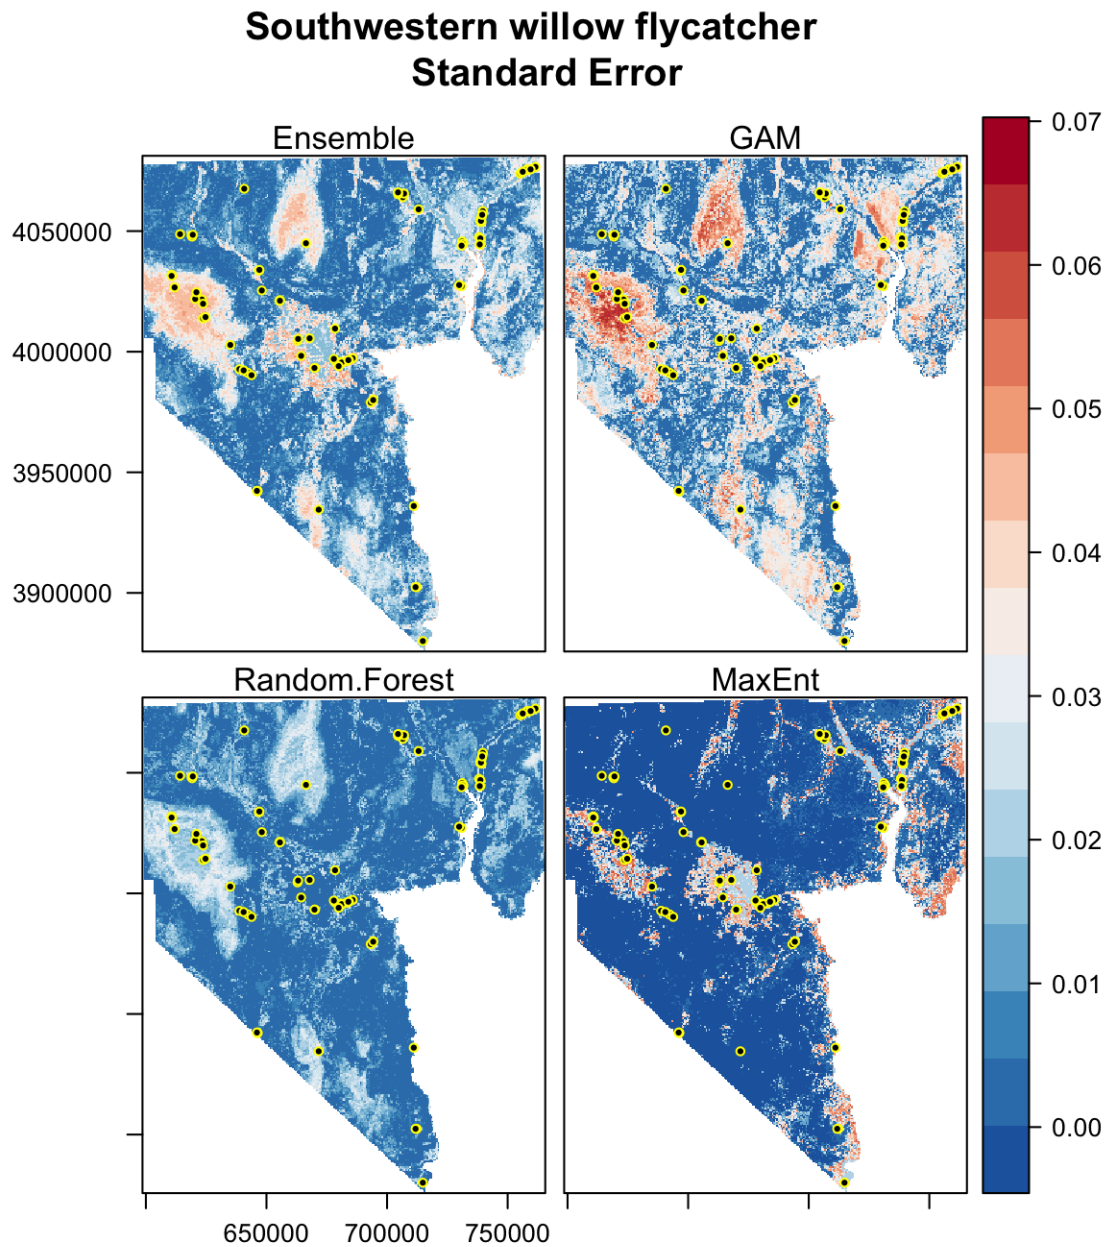 Southwestern willow flycatcher
Standard Error
Ensemble
GAM
4050000
4000000
3950000
3900000
Random.Forest
MaxEnt
650000
700000
750000
0.07
0.06
0.05
0.04
0.03
0.02
0.01
0.00